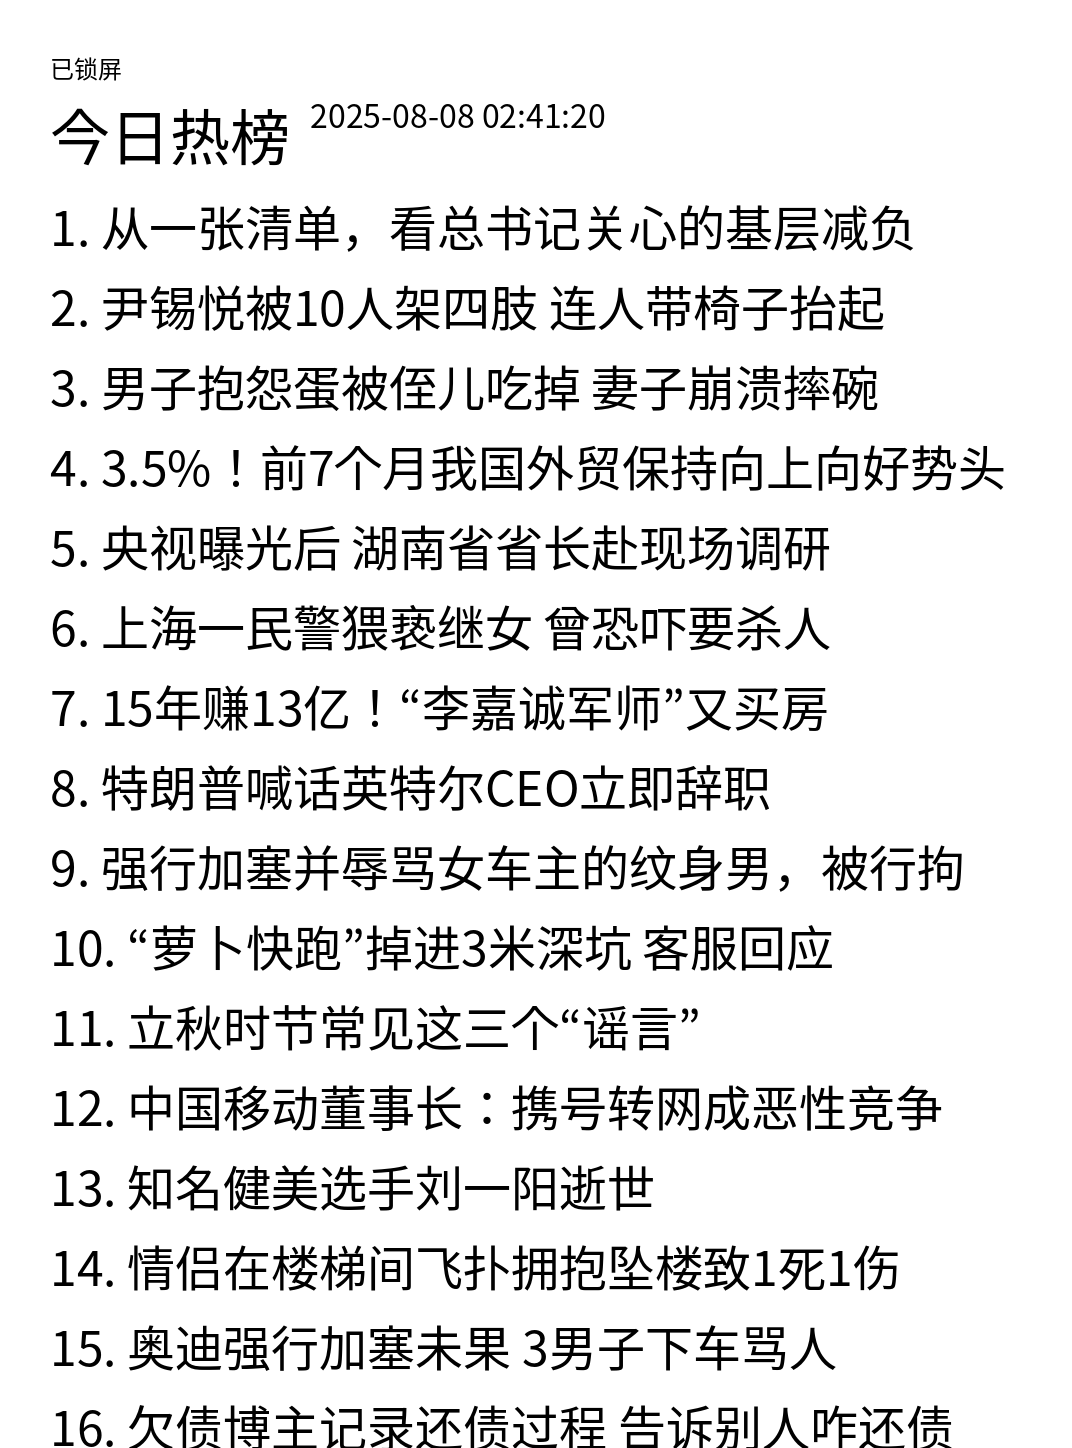 已锁屏
今日热榜 2025-08-08 02:41:20
1. 从一张清单，看总书记关心的基层减负
2. 尹锡悦被10人架四肢 连人带椅子抬起
3. 男子抱怨蛋被侄儿吃掉 妻子崩溃摔碗
4. 3.5%！前7个月我国外贸保持向上向好势头
5. 央视曝光后 湖南省省长赴现场调研
6. 上海一民警猥亵继女 曾恐吓要杀人
7. 15年赚13亿！“李嘉诚军师”又买房
8. 特朗普喊话英特尔CEO立即辞职
9. 强行加塞并辱骂女车主的纹身男，被行拘
10. “萝卜快跑”掉进3米深坑 客服回应
11. 立秋时节常见这三个“谣言”
12. 中国移动董事长：携号转网成恶性竞争
13. 知名健美选手刘一阳逝世
14. 情侣在楼梯间飞扑拥抱坠楼致1死1伤
15. 奥迪强行加塞未果 3男子下车骂人
16. 欠债博主记录还债过程 告诉别人咋还债